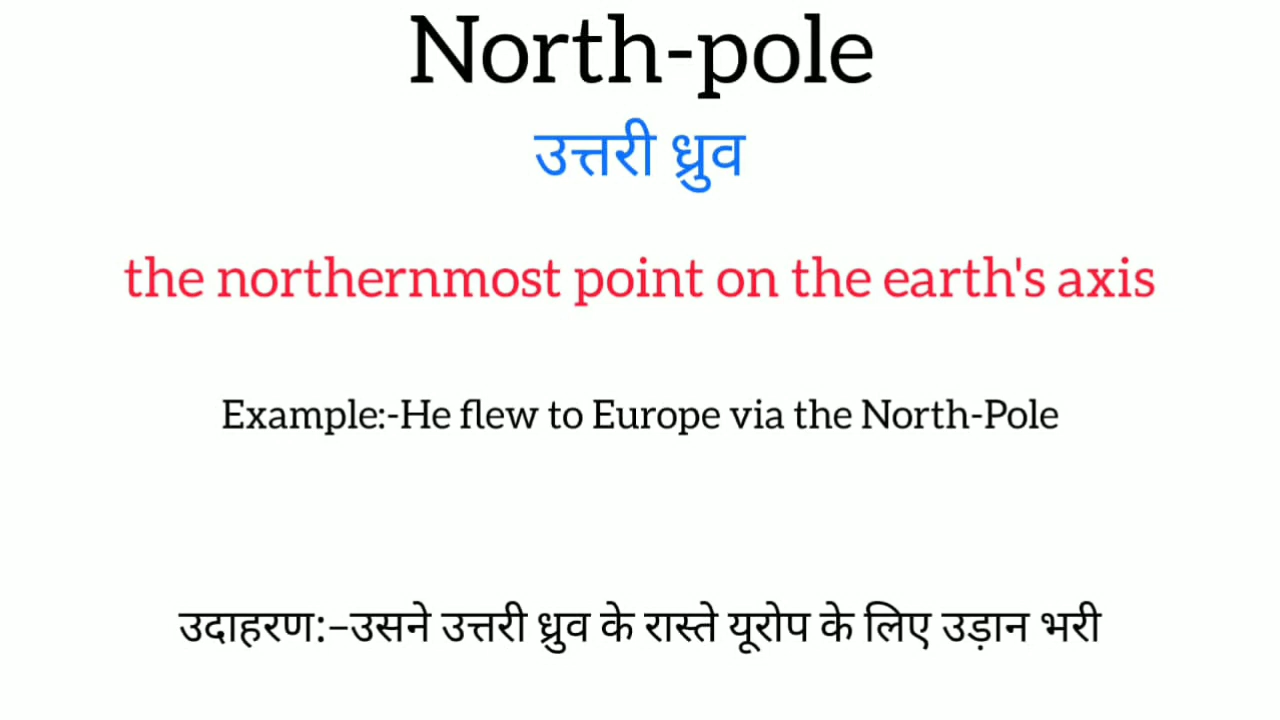 North-pole
उत्तरी ध्रुव
the northernmost point on the earth's axis
Example:-He flew to Europe via the North-Pole
उदाहरण:–उसने उत्तरी ध्रुव के रास्ते यूरोप के लिए उड़ान भरी